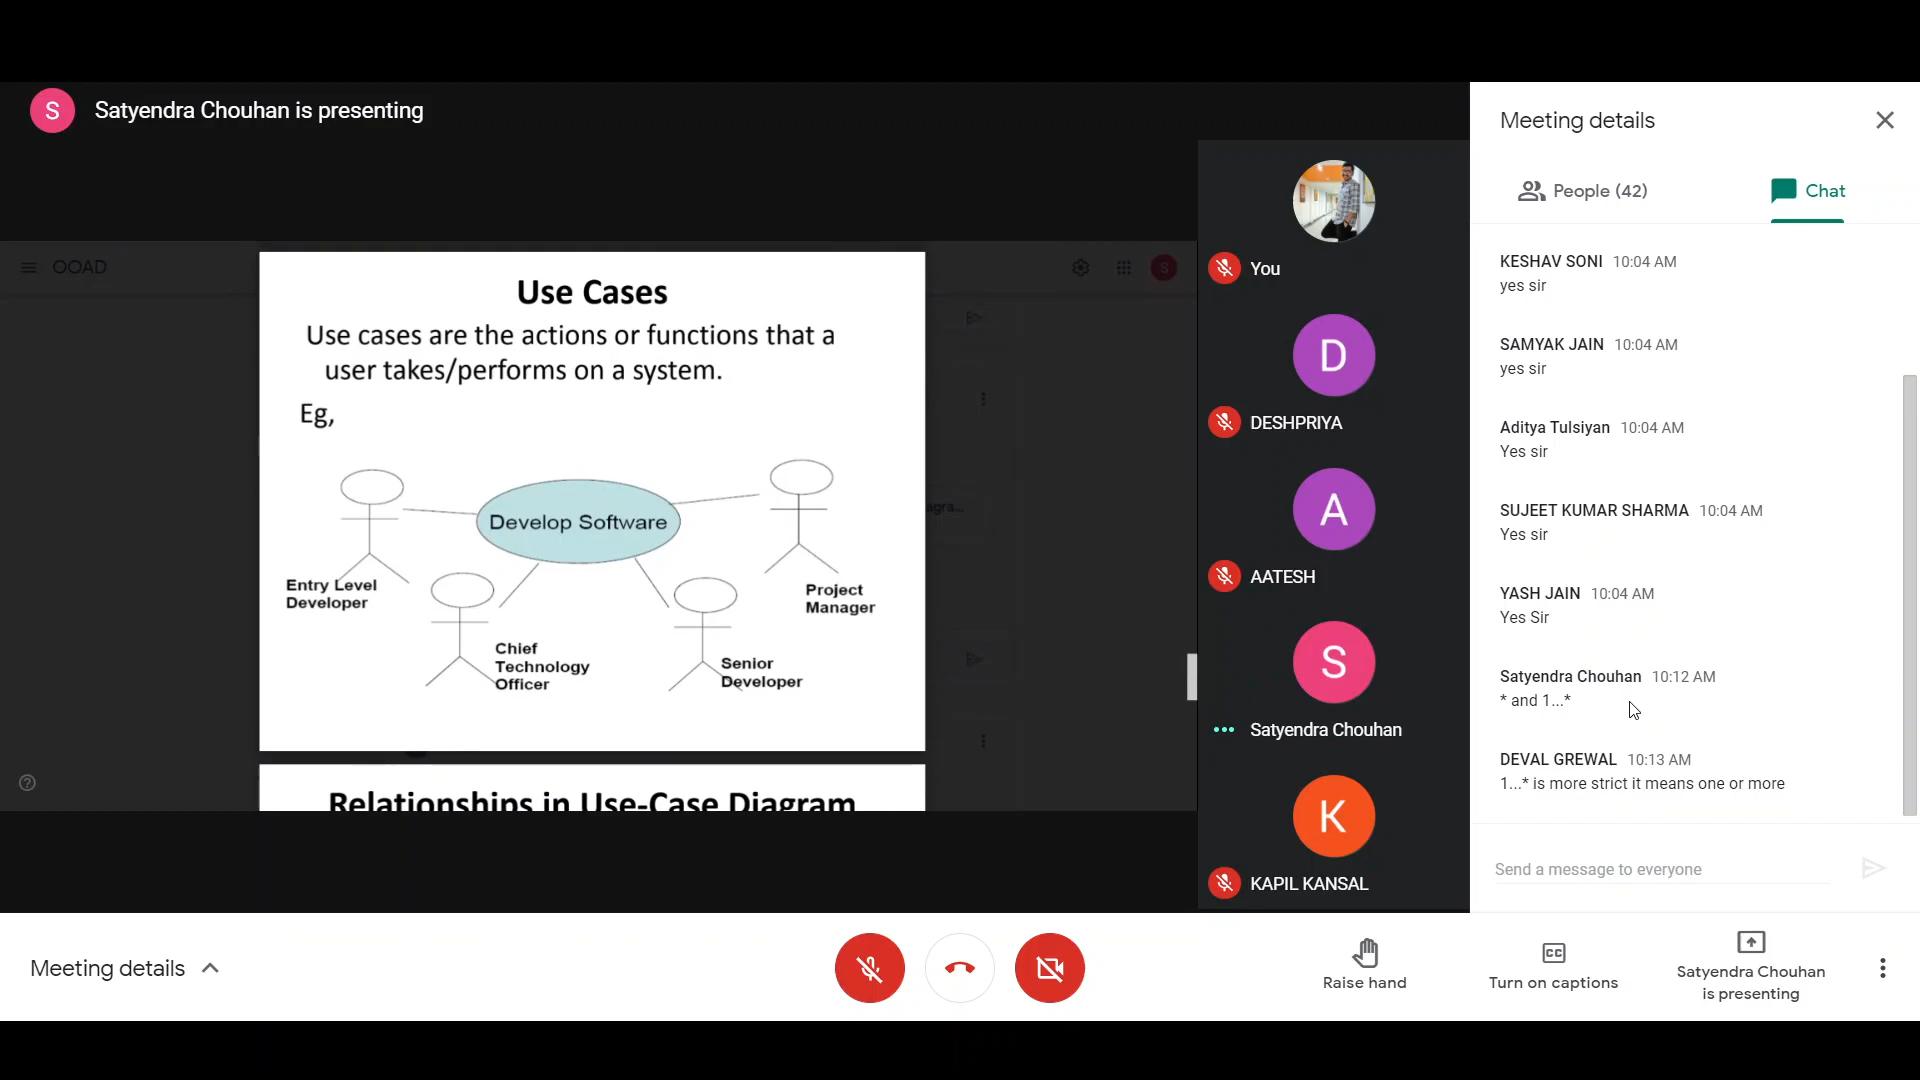 S
Satyendra Chouhan is presenting
OOAD
S
Use Cases
Use cases are the actions or functions that a
user takes/performs on a system.
Eg,
Develop Software
Entry Level
Developer
Chief
Technology
Officer
Senior
Developer
Project
Manager
Relationships in Use-Case Diagram
You
D
DESHPRIYA
A
AATESH
S
Satyendra Chouhan
K
KAPIL KANSAL
Meeting details
People (42)
Chat
KESHAV SONI 10:04 AM
yes sir
SAMYAK JAIN 10:04 AM
yes sir
Aditya Tulsiyan 10:04 AM
Yes sir
SUJEET KUMAR SHARMA 10:04 AM
Yes sir
YASH JAIN 10:04 AM
Yes Sir
Satyendra Chouhan 10:12 AM
* and 1...*
DEVAL GREWAL 10:13 AM
1...* is more strict it means one or more
Send a message to everyone
Meeting details
Raise hand
CC
Turn on captions
Satyendra Chouhan
is presenting